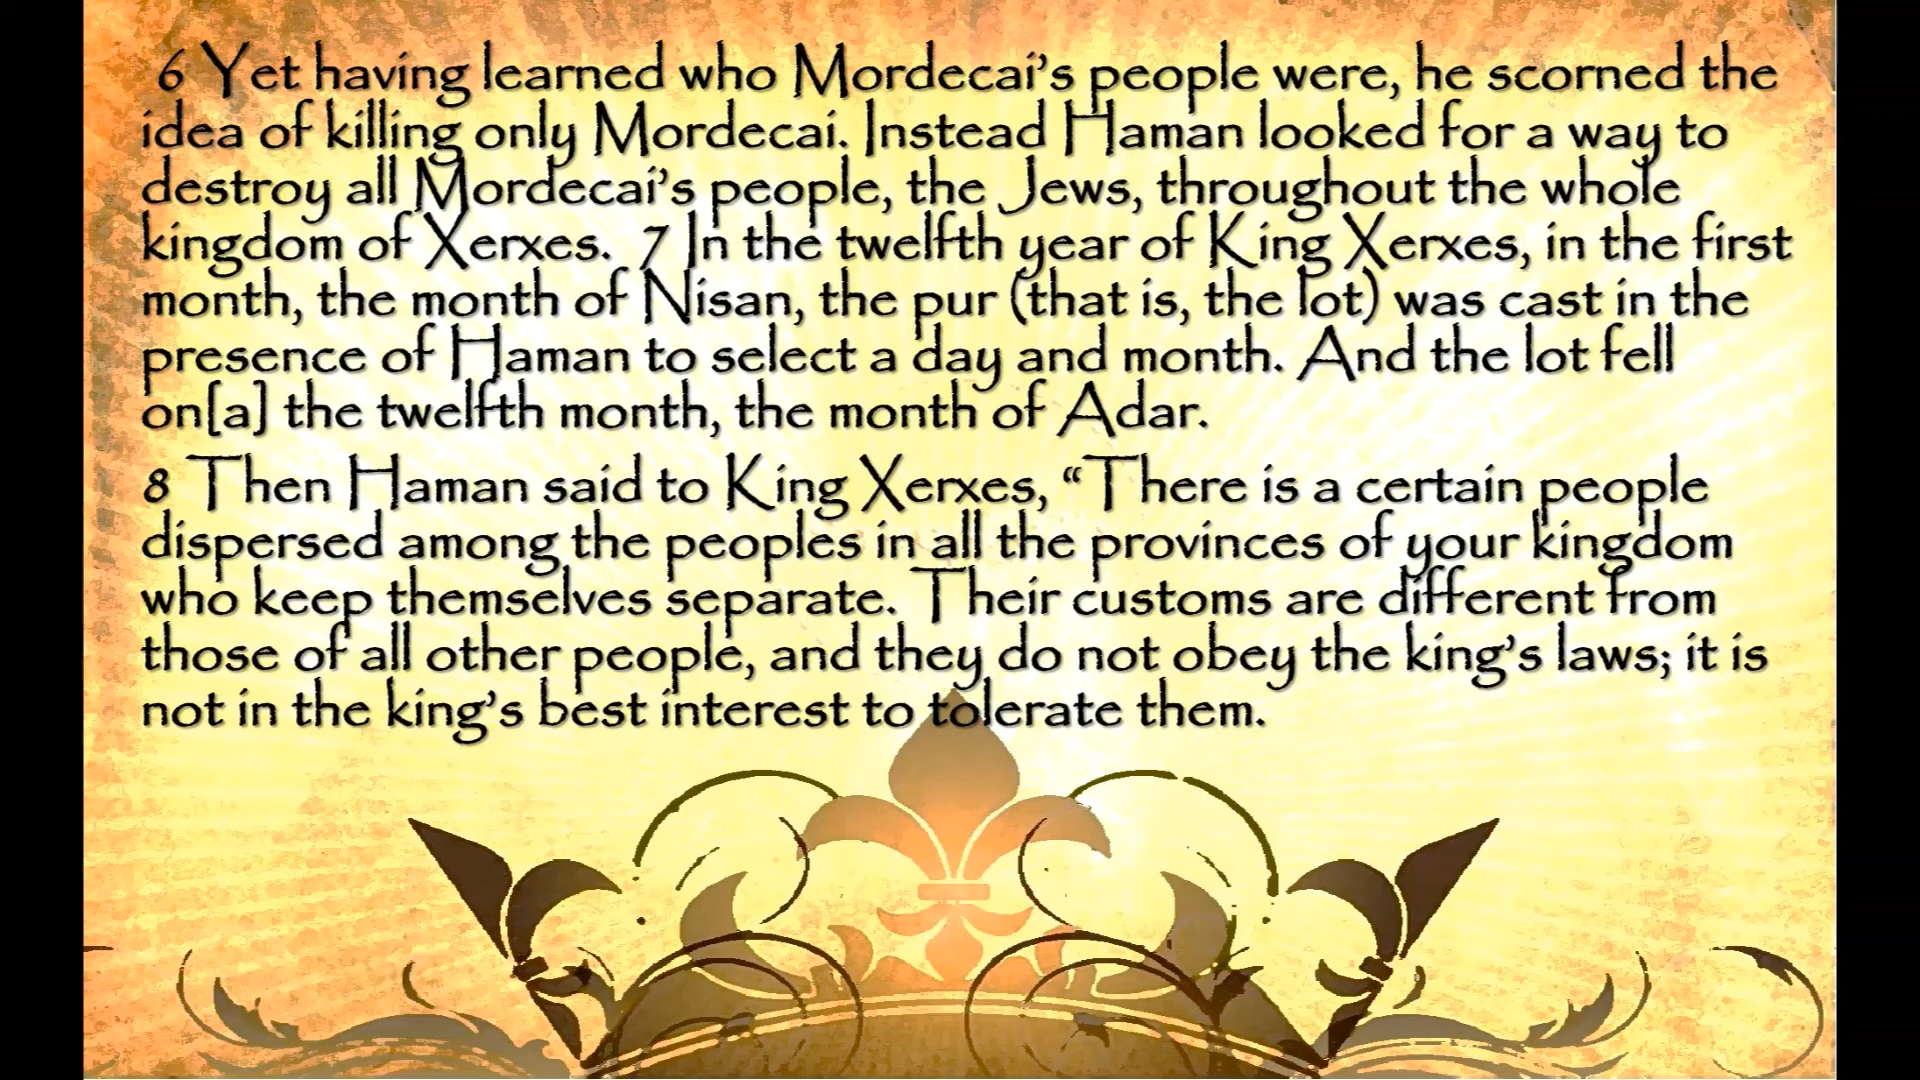 6 Yet having learned who Mordecai’s people were, he scorned the
idea of killing only Mordecai. Instead Haman looked for a way to
destroy all Mordecai’s people, the Jews, throughout the whole
kingdom of Xerxes. 7 In the twelfth year of King Xerxes, in the first
month, the month of Nisan, the pur (that is, the lot) was cast in the
presence of Haman to select a day and month. And the lot fell
on[a] the twelfth month, the month of Adar.
8 Then Haman said to King Xerxes, “There is a certain people
dispersed among the peoples in all the provinces of your kingdom
who keep themselves separate. Their customs are different from
those of all other people, and they do not obey the king’s laws; it is
not in the king’s best interest to tolerate them.